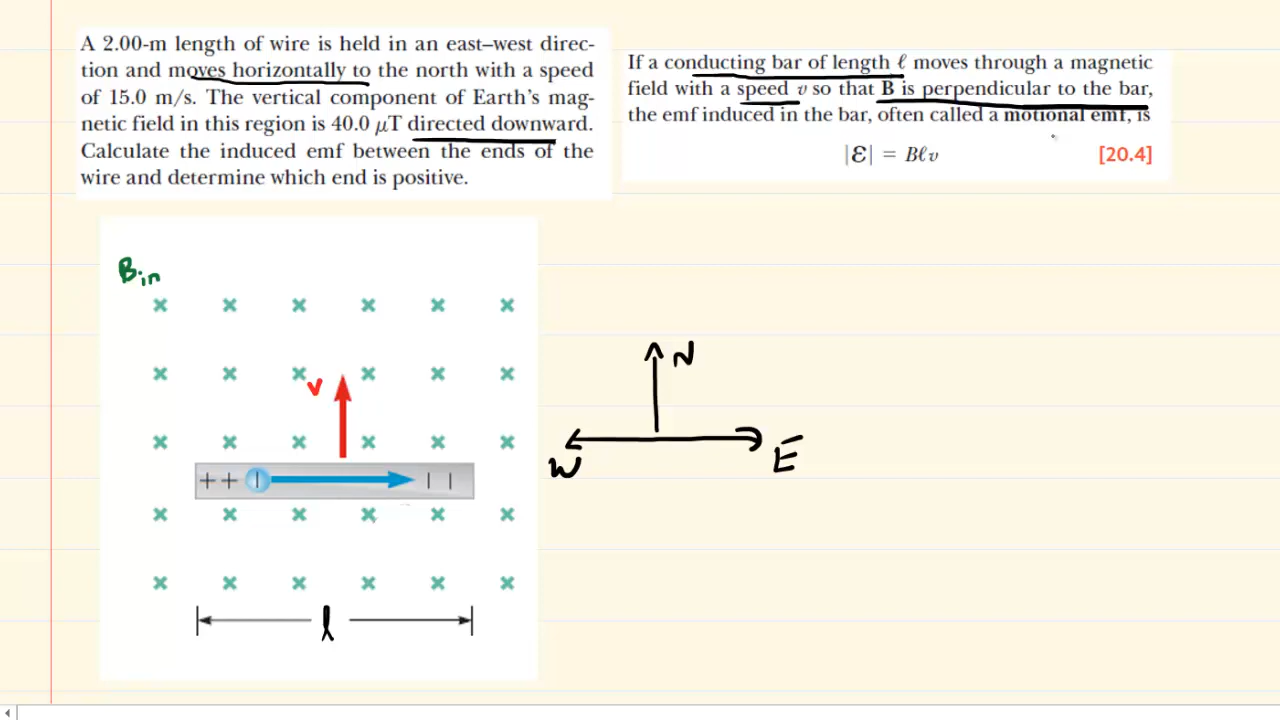 A 2.00-m length of wire is held in an east–west direc-
tion and moves horizontally to the north with a speed
of 15.0 m/s. The vertical component of Earth's mag-
netic field in this region is 40.0 μT directed downward.
Calculate the induced emf between the ends of the
wire and determine which end is positive.
If a conducting bar of length ℓ moves through a magnetic
field with a speed v so that B is perpendicular to the bar,
the emf induced in the bar, often called a motional emf, is
|ℰ| = Bℓv [20.4]
Bin
v
N
W E
++
ℓ